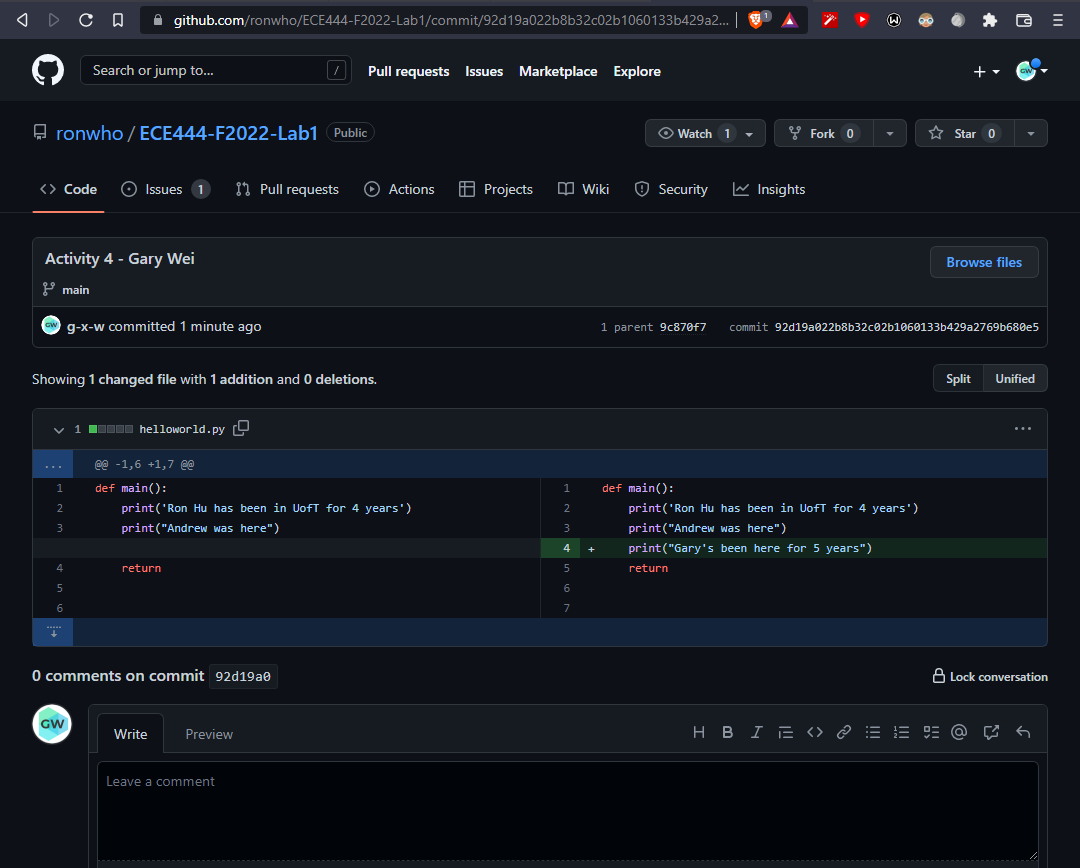 github.com/ronwho/ECE444-F2022-Lab1/commit/92d19a022b8b32c02b1060133b429a2... 1
Search or jump to... / Pull requests Issues Marketplace Explore
ronwho / ECE444-F2022-Lab1 Public Watch 1 Fork 0 Star 0
Code Issues 1 Pull requests Actions Projects Wiki Security Insights
Activity 4 - Gary Wei
Browse files
main
GW g-x-w committed 1 minute ago 1 parent 9c870f7 commit 92d19a022b8b32c02b1060133b429a2769b680e5
Showing 1 changed file with 1 addition and 0 deletions. Split Unified
1 helloworld.py ...
... @@ -1,6 +1,7 @@
1 def main(): 1 def main():
2 print('Ron Hu has been in UofT for 4 years') 2 print('Ron Hu has been in UofT for 4 years')
3 print("Andrew was here") 3 print("Andrew was here")
4 + print("Gary's been here for 5 years")
4 return 5 return
5 6
6 7
0 comments on commit 92d19a0 Lock conversation
GW Write Preview
Leave a comment